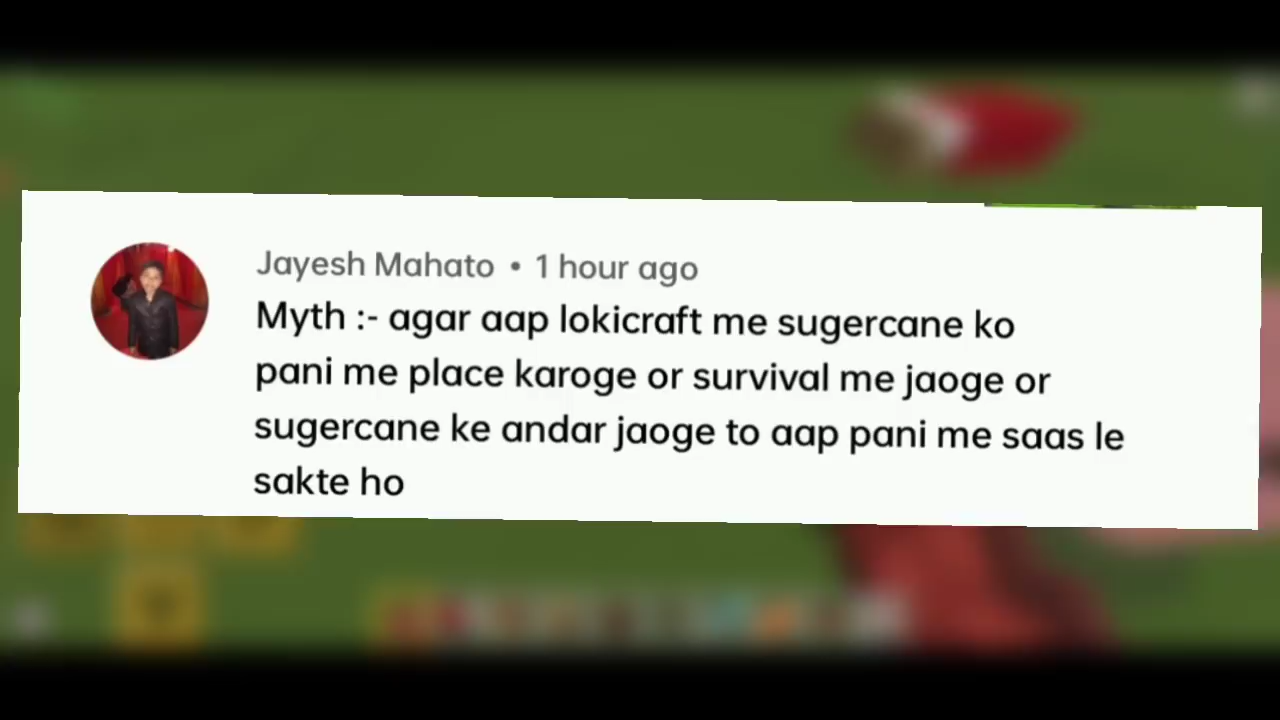 Jayesh Mahato • 1 hour ago
Myth :- agar aap lokicraft me sugercane ko
pani me place karoge or survival me jaoge or
sugercane ke andar jaoge to aap pani me saas le
sakte ho